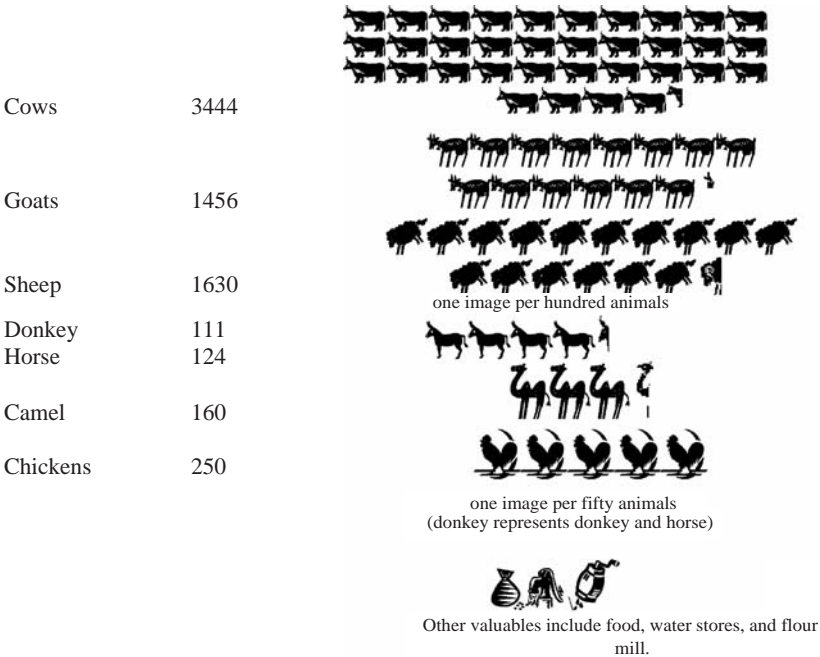 Cows 3444
Goats 1456
Sheep 1630
one image per hundred animals
Donkey 111
Horse 124
Camel 160
Chickens 250
one image per fifty animals
(donkey represents donkey and horse)
Other valuables include food, water stores, and flour
mill.